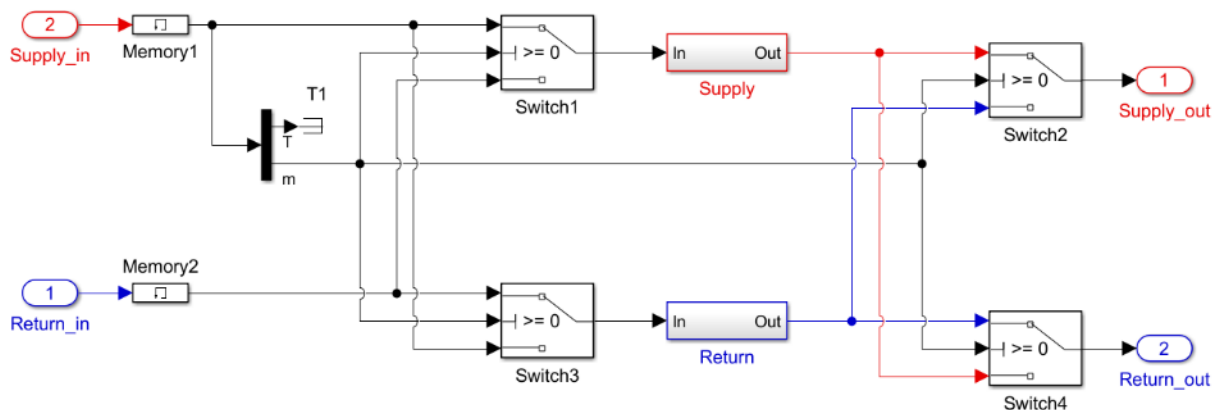 2
Supply_in
Memory1
T1
T
m
>= 0
Switch1
In
Out
Supply
>= 0
Switch2
1
Supply_out
1
Return_in
Memory2
>= 0
Switch3
In
Out
Return
>= 0
Switch4
2
Return_out